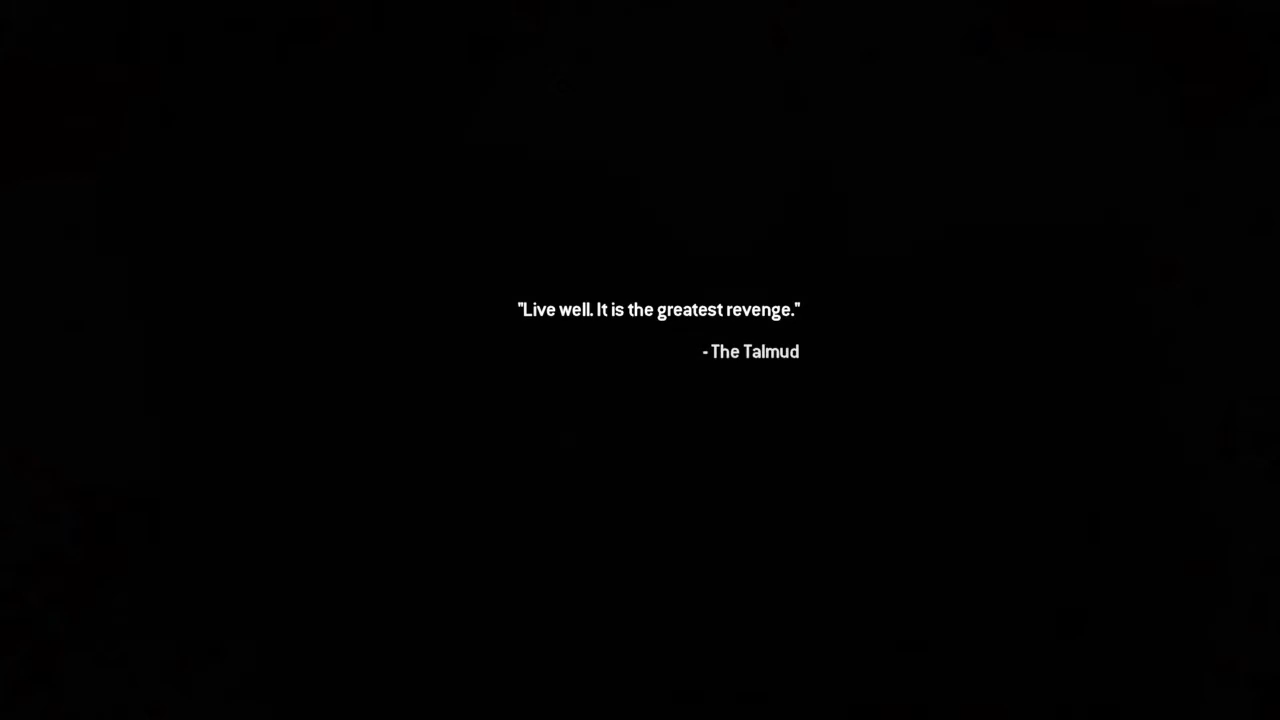 "Live well. It is the greatest revenge."
- The Talmud